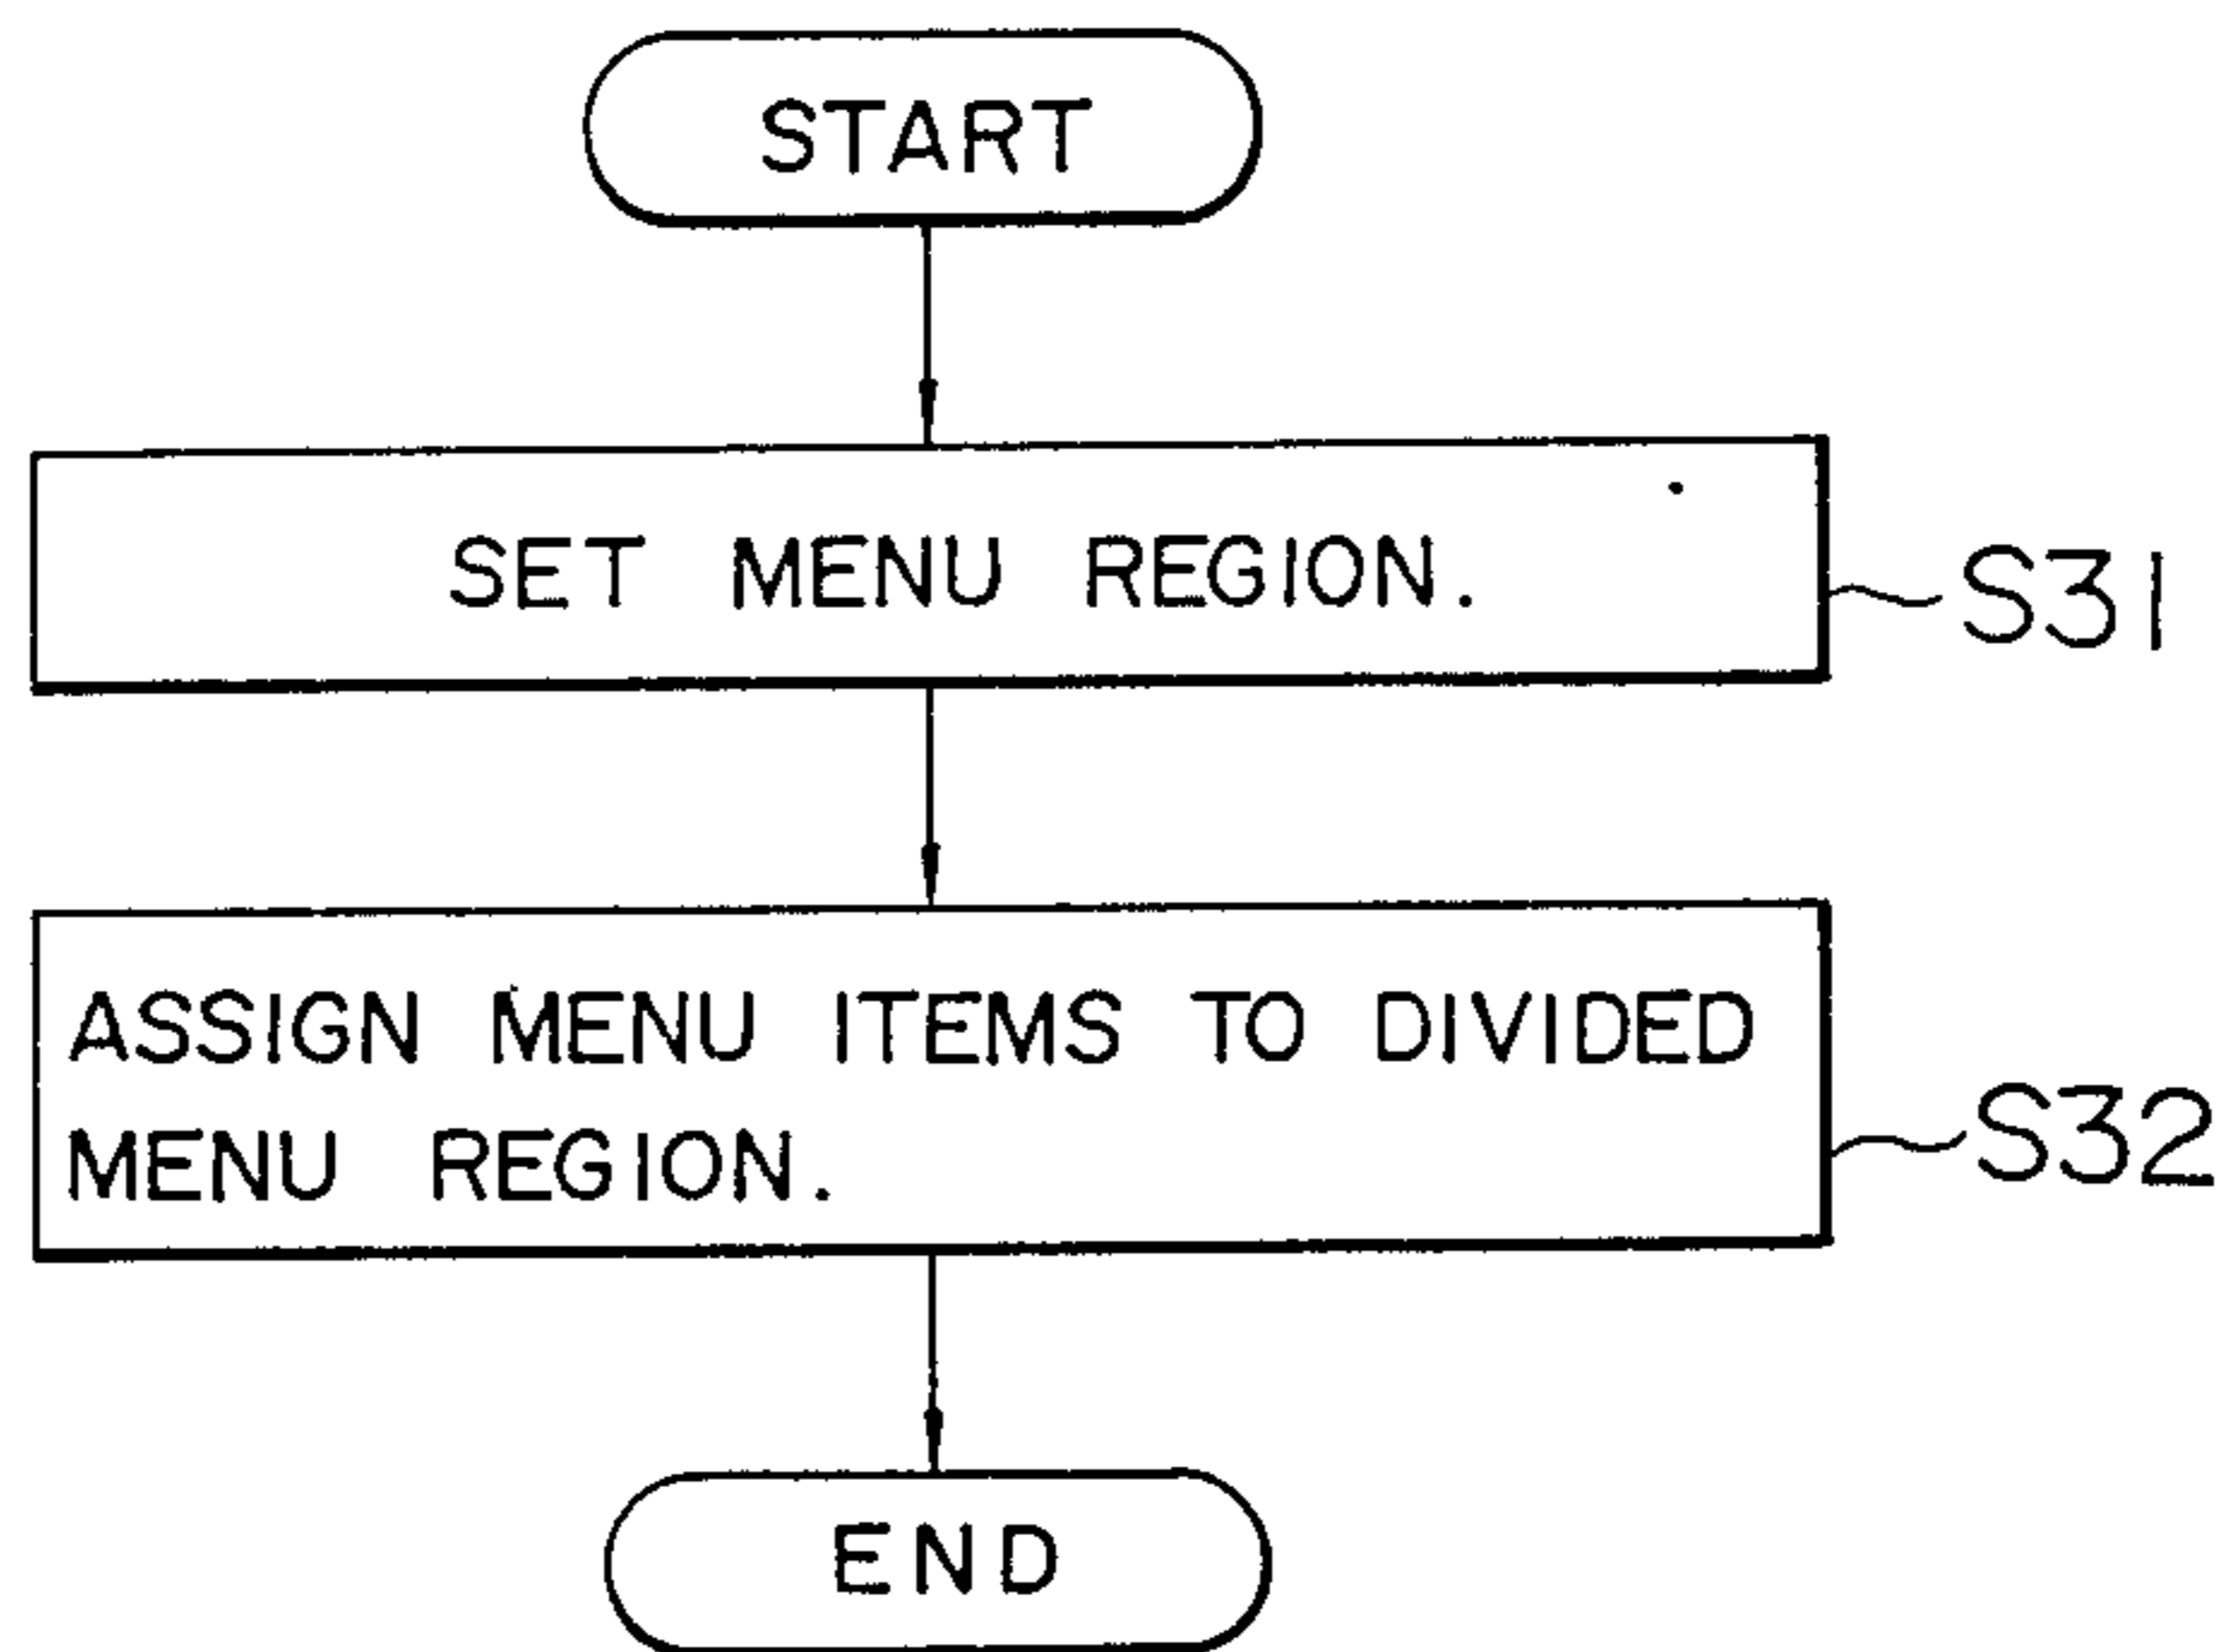 START
SET MENU REGION.
S31
ASSIGN MENU ITEMS TO DIVIDED
MENU REGION.
S32
END